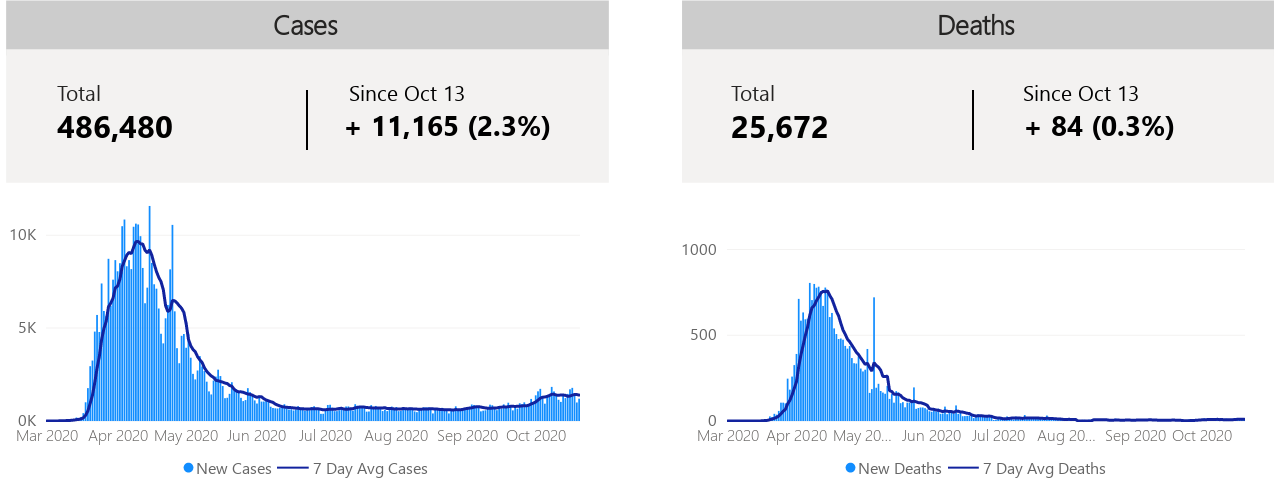 Cases
Total
486,480
Since Oct 13
+ 11,165 (2.3%)
10K
5K
0K
Mar 2020 Apr 2020 May 2020 Jun 2020 Jul 2020 Aug 2020 Sep 2020 Oct 2020
New Cases 7 Day Avg Cases
Deaths
Total
25,672
Since Oct 13
+ 84 (0.3%)
1000
500
0
Mar 2020 Apr 2020 May 20... Jun 2020 Jul 2020 Aug 20... Sep 2020 Oct 2020
New Deaths 7 Day Avg Deaths